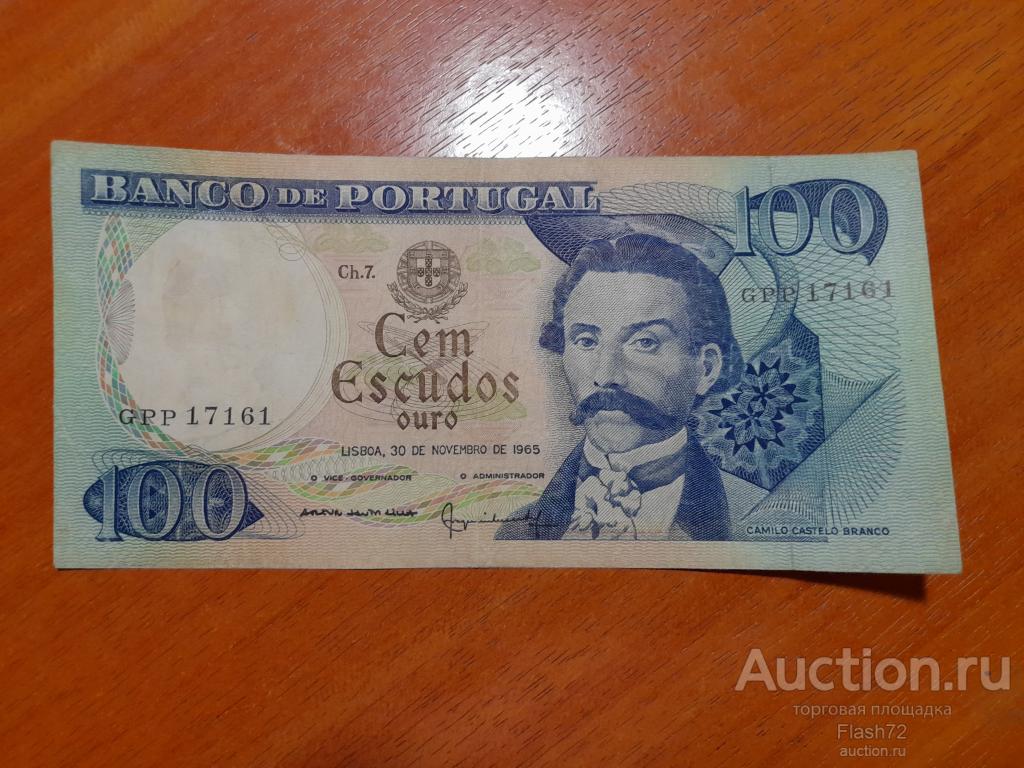 BANCO DE PORTUGAL
100
Ch. 7.
GPP 17161
Cem
Escudos
ouro
GPP 17161
LISBOA, 30 DE NOVEMBRO DE 1965
O VICE-GOVERNADOR
O ADMINISTRADOR
100
CAMILO CASTELO BRANCO
Auction.ru
торговая площадка
Flash72
auction.ru